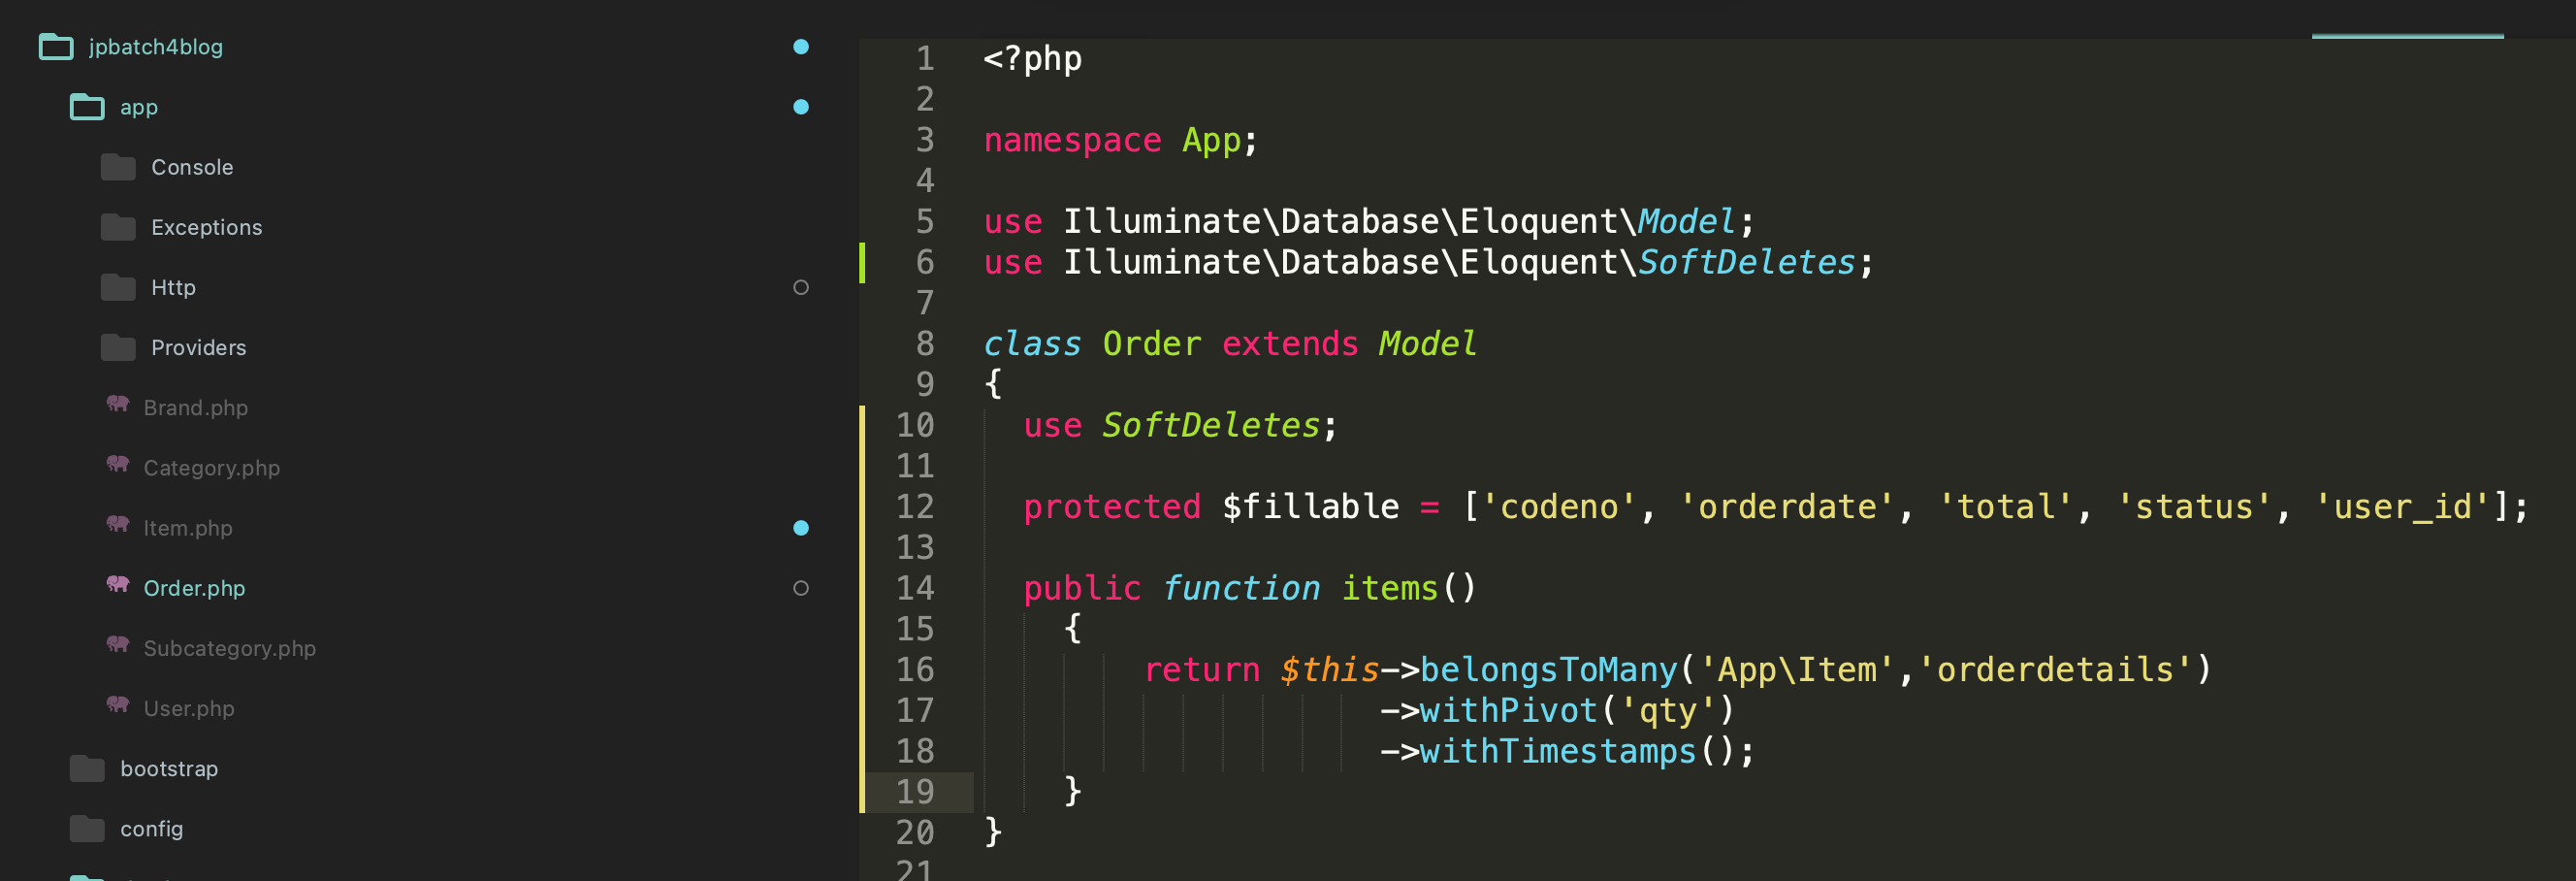 jpbatch4blog
app
Console
Exceptions
Http
Providers
Brand.php
Category.php
Item.php
Order.php
Subcategory.php
User.php
bootstrap
config
1 <?php
2
3 namespace App;
4
5 use Illuminate\Database\Eloquent\Model;
6 use Illuminate\Database\Eloquent\SoftDeletes;
7
8 class Order extends Model
9 {
10 use SoftDeletes;
11
12 protected $fillable = ['codeno', 'orderdate', 'total', 'status', 'user_id'];
13
14 public function items()
15 {
16 return $this->belongsToMany('App\Item','orderdetails')
17 ->withPivot('qty')
18 ->withTimestamps();
19 }
20 }
21